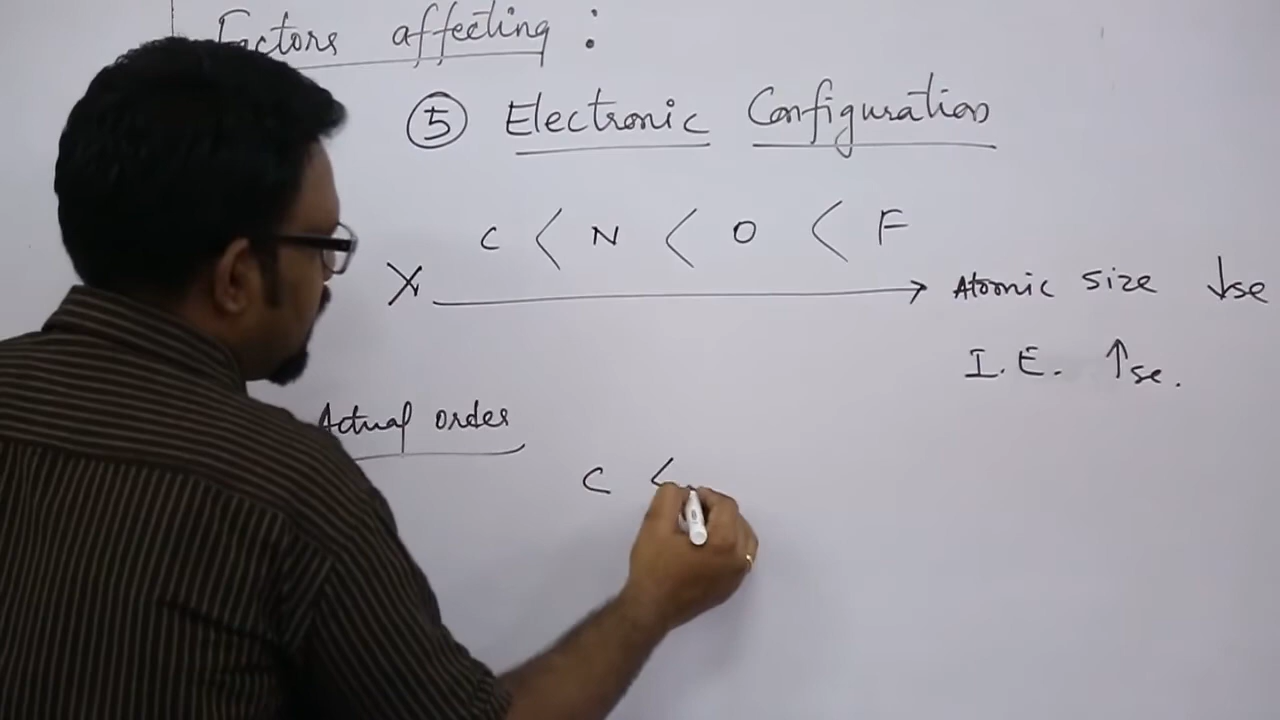 Factors affecting :
⑤ Electronic Configuration
C < N < O < F
X → Atomic size ↓se
I.E. ↑se.
Actual order
C <